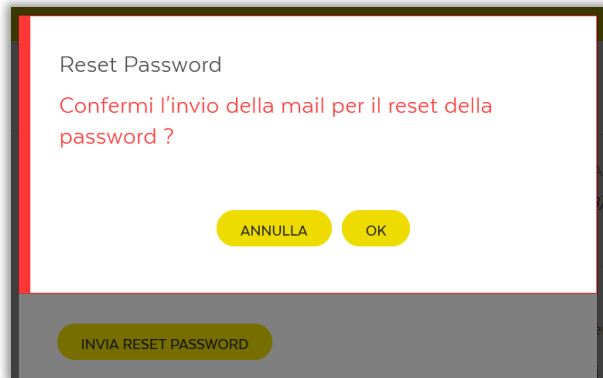 Reset Password
Confermi l'invio della mail per il reset della
password ?
ANNULLA OK
INVIA RESET PASSWORD